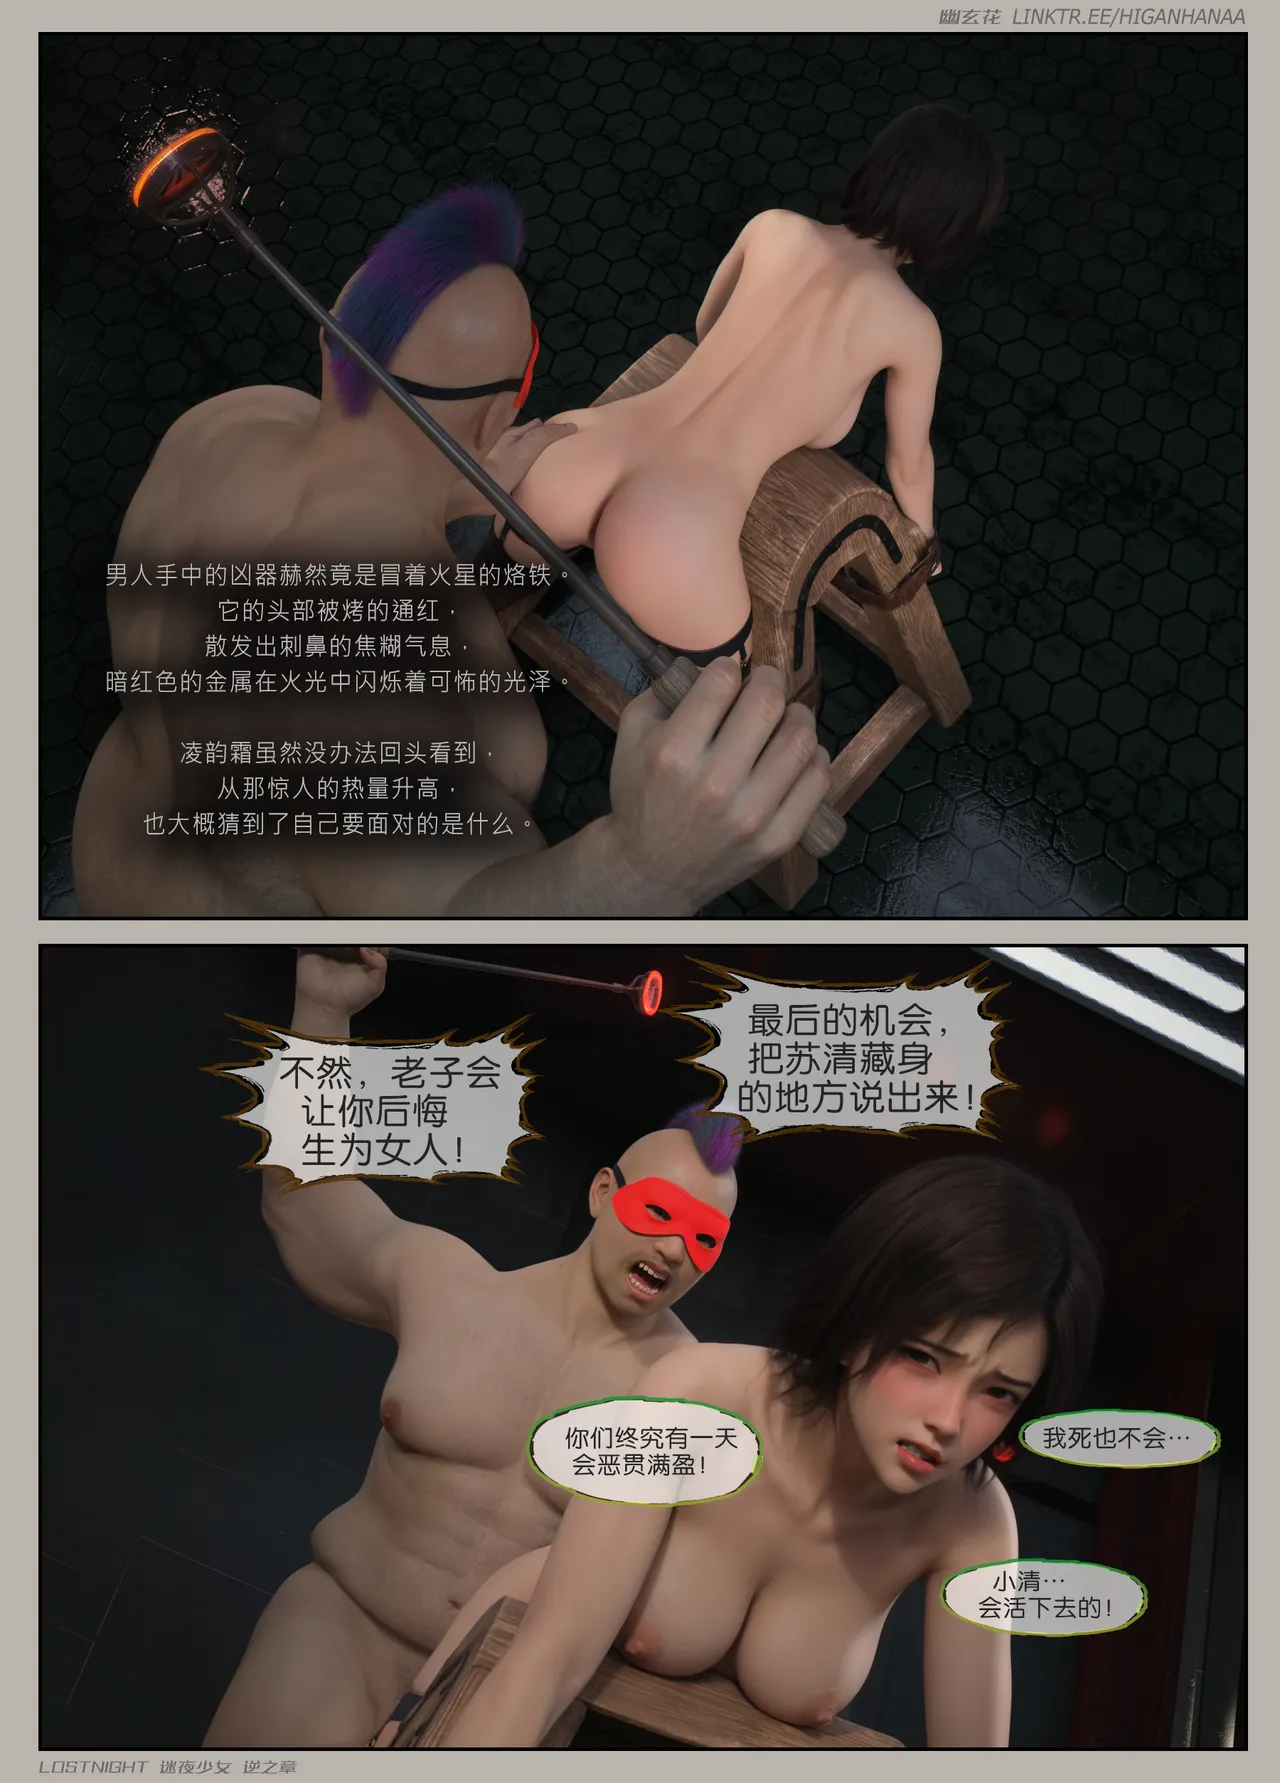 幽玄花 LINKTR.EE/HIGANHANAA
男人手中的凶器赫然竟是冒着火星的烙铁。
它的头部被烤的通红，
散发出刺鼻的焦糊气息，
暗红色的金属在火光中闪烁着可怖的光泽。
凌韵霜虽然没办法回头看到，
从那惊人的热量升高，
也大概猜到了自己要面对的是什么。
最后的机会，
把苏清藏身
的地方说出来！
不然，老子会
让你后悔
生为女人！
你们终究有一天
会恶贯满盈！
我死也不会…
小清…
会活下去的！
LOSTNIGHT 迷夜少女 逆之章